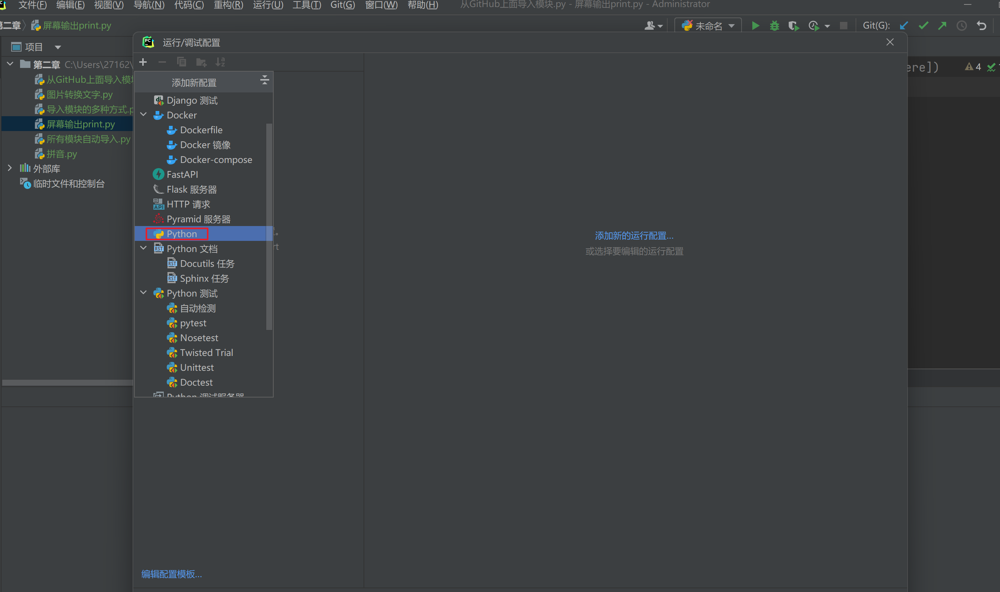 文件(F) 编辑(E) 视图(V) 导航(N) 代码(C) 重构(R) 运行(U) 工具(T) Git(G) 窗口(W) 帮助(H) 从GitHub上面导入模块.py - 屏幕输出print.py - Administrator
第二章 屏幕输出print.py 未命名 Git(G):
PC 运行/调试配置
项目
第二章 C:\Users\27162\
从GitHub上面导入模块
图片转换文字.py
导入模块的多种方式.p
屏幕输出print.py
所有模块自动导入.py
拼音.py
外部库
临时文件和控制台
添加新配置
Django 测试
Docker
Dockerfile
Docker 镜像
Docker-compose
FastAPI
Flask 服务器
HTTP 请求
Pyramid 服务器
Python
Python 文档
Docutils 任务
Sphinx 任务
Python 测试
自动检测
pytest
Nosetest
Twisted Trial
Unittest
Doctest
Python 调试服务器
rt
添加新的运行配置...
或选择要编辑的运行配置
ere])
4
编辑配置模板...